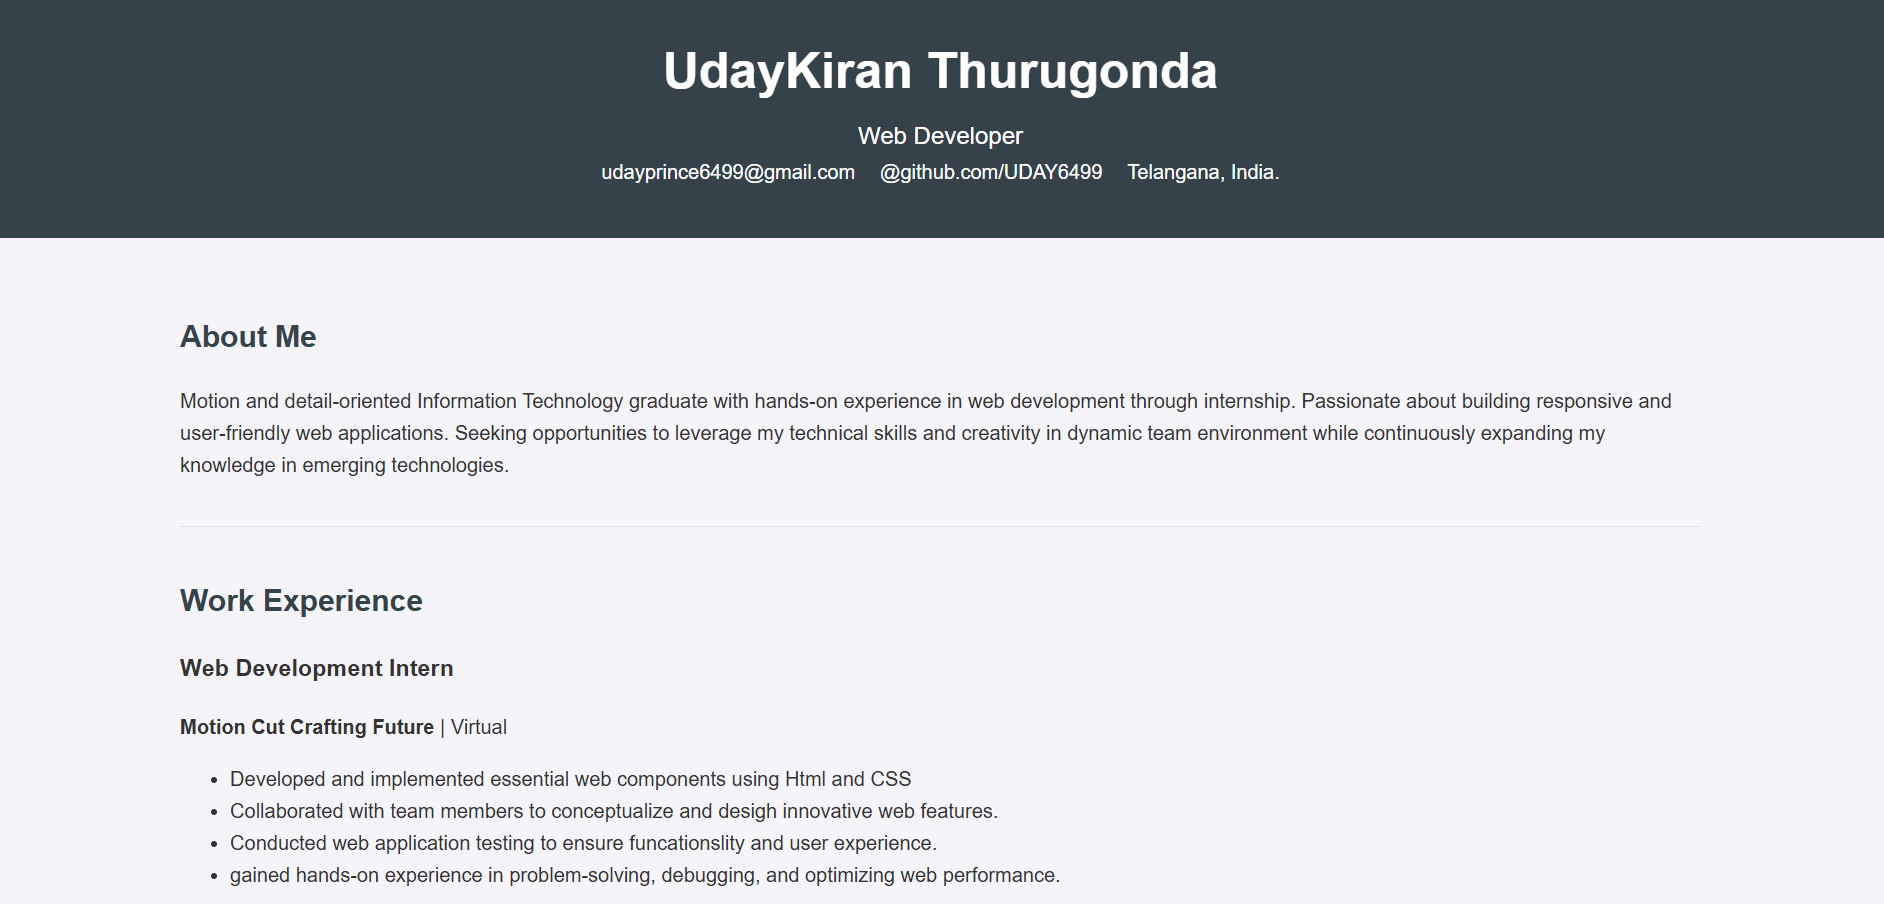 UdayKiran Thurugonda
Web Developer
udayprince6499@gmail.com @github.com/UDAY6499 Telangana, India.
About Me
Motion and detail-oriented Information Technology graduate with hands-on experience in web development through internship. Passionate about building responsive and
user-friendly web applications. Seeking opportunities to leverage my technical skills and creativity in dynamic team environment while continuously expanding my
knowledge in emerging technologies.
Work Experience
Web Development Intern
Motion Cut Crafting Future | Virtual
• Developed and implemented essential web components using Html and CSS
• Collaborated with team members to conceptualize and desigh innovative web features.
• Conducted web application testing to ensure funcationslity and user experience.
• gained hands-on experience in problem-solving, debugging, and optimizing web performance.